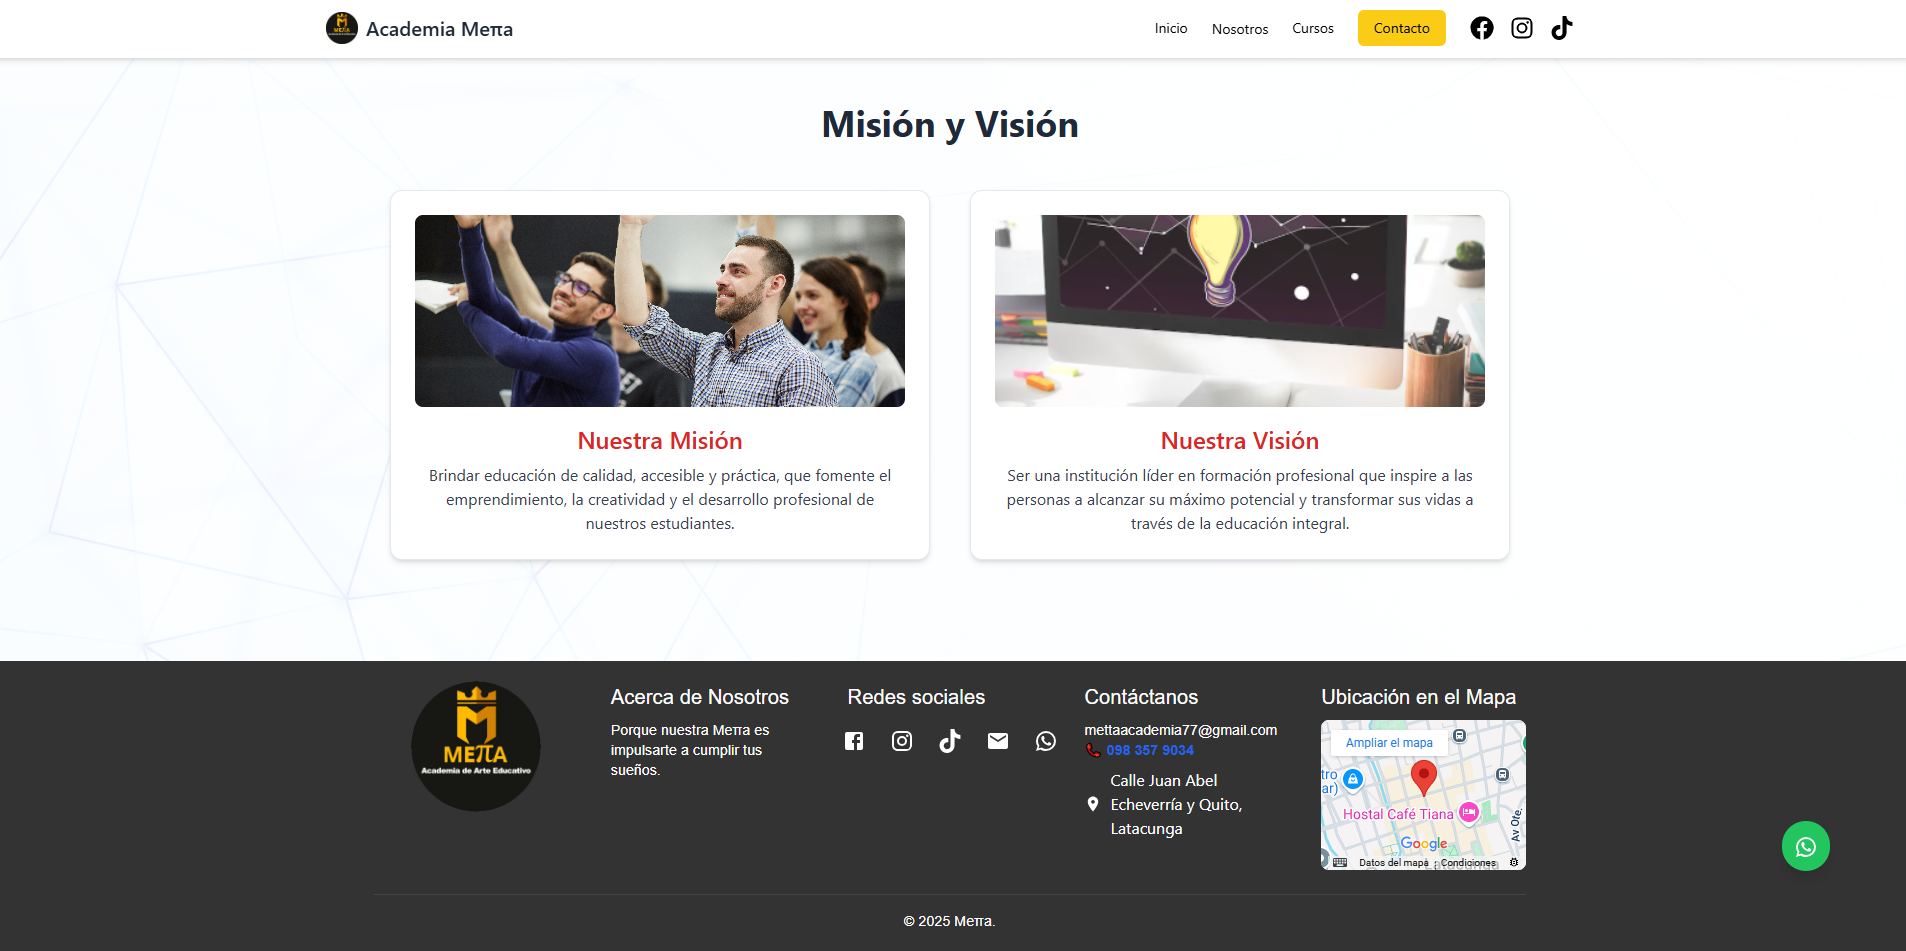 META
Academia Meπa
Inicio
Nosotros
Cursos
Contacto
Misión y Visión
Nuestra Misión
Brindar educación de calidad, accesible y práctica, que fomente el
emprendimiento, la creatividad y el desarrollo profesional de
nuestros estudiantes.
Nuestra Visión
Ser una institución líder en formación profesional que inspire a las
personas a alcanzar su máximo potencial y transformar sus vidas a
través de la educación integral.
MEπA
Academia de Arte Educativo
Acerca de Nosotros
Porque nuestra Meπa es
impulsarte a cumplir tus
sueños.
Redes sociales
Contáctanos
mettaacademia77@gmail.com
098 357 9034
Calle Juan Abel
Echeverría y Quito,
Latacunga
Ubicación en el Mapa
Ampliar el mapa
tro
ar)
Hostal Café Tiana
Av Ote.
Google
Latacunga
Datos del mapa
Condiciones
© 2025 Meπa.